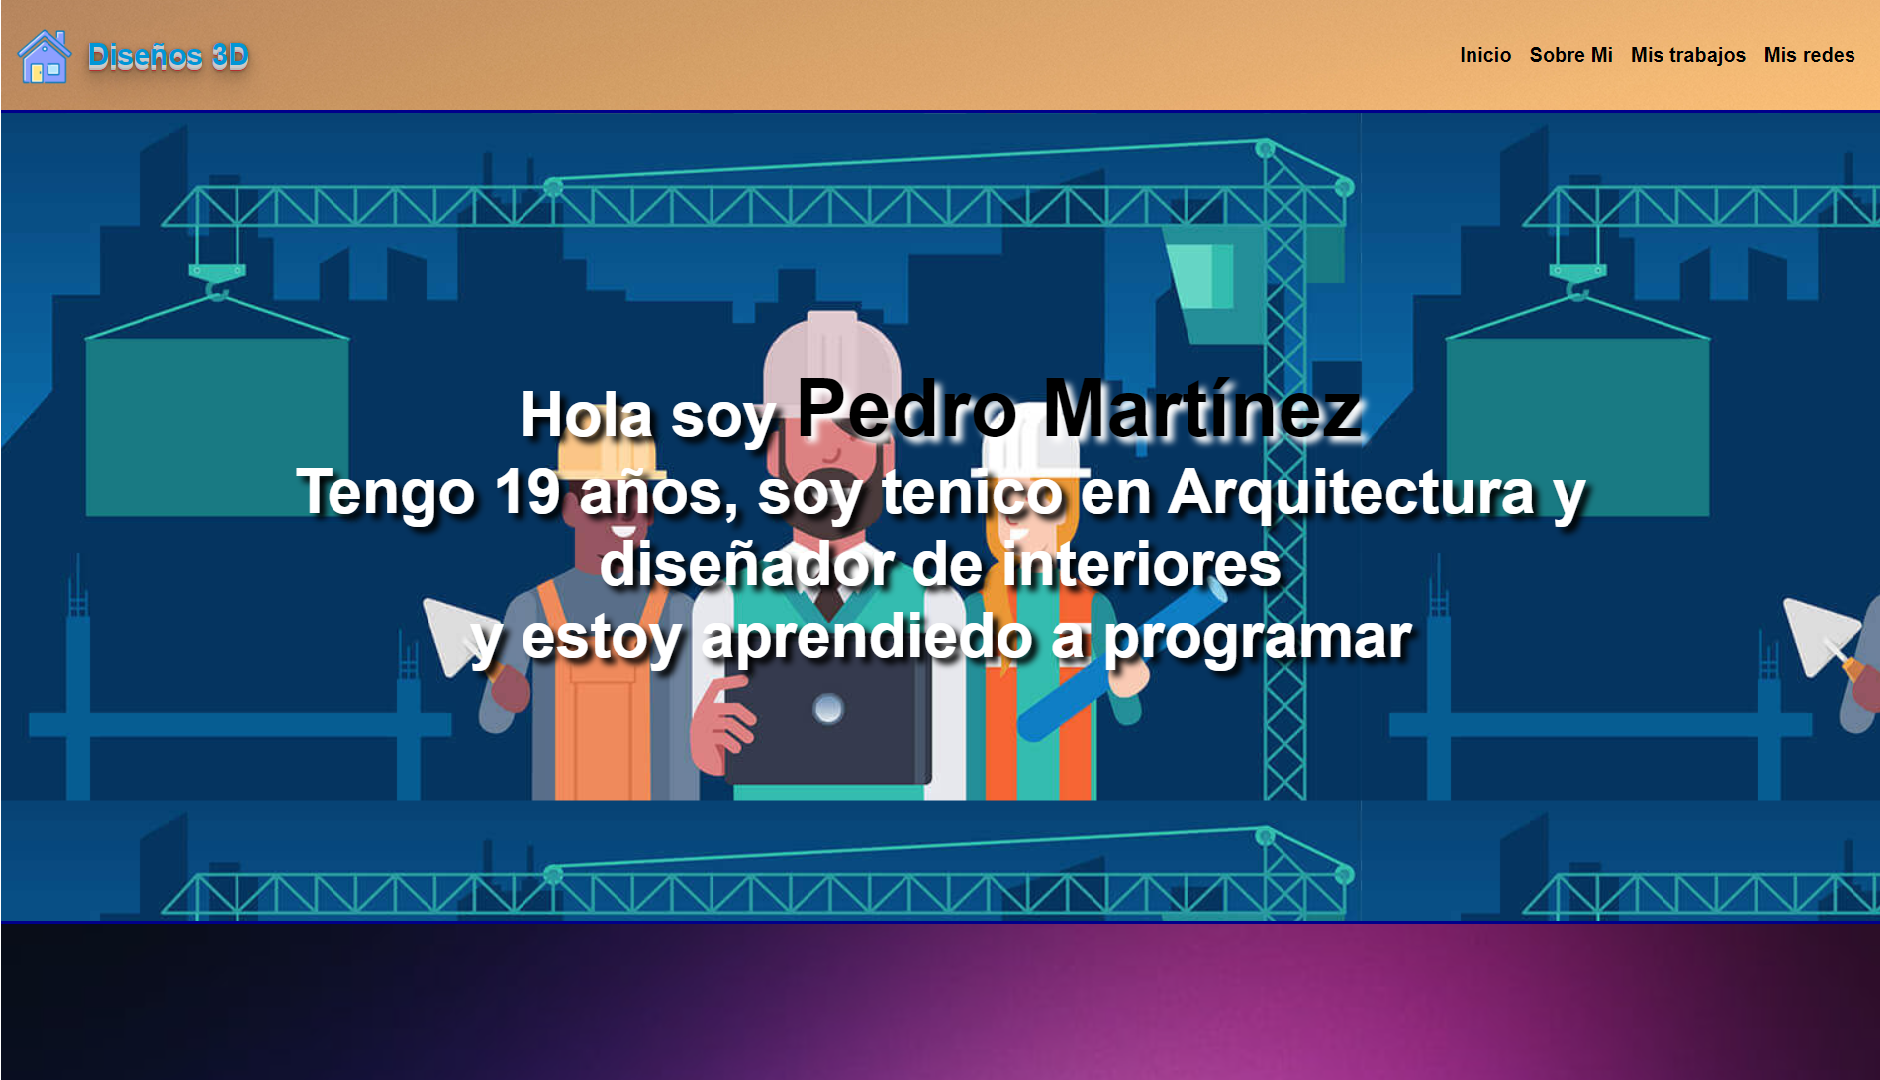 Diseños 3D
Inicio Sobre Mi Mis trabajos Mis redes
Hola soy Pedro Martínez
Tengo 19 años, soy tenico en Arquitectura y
diseñador de interiores
y estoy aprendiedo a programar